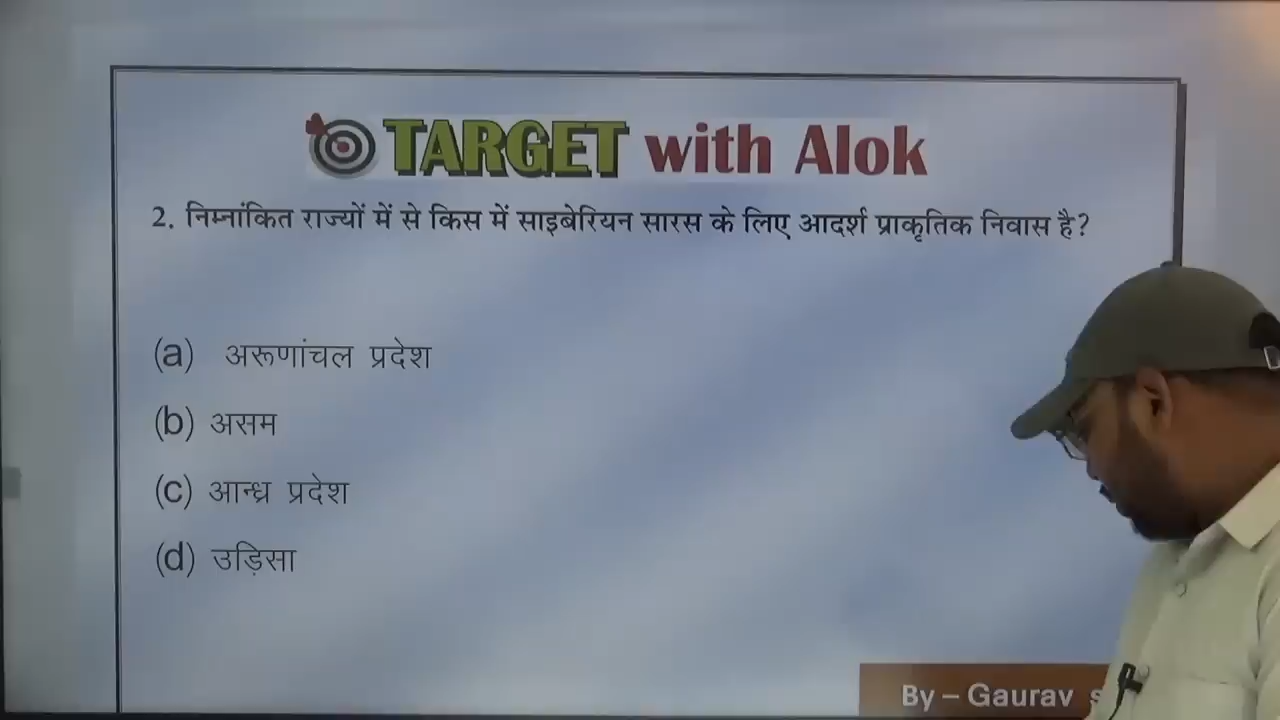 TARGET with Alok
2. निम्नांकित राज्यों में से किस में साइबेरियन सारस के लिए आदर्श प्राकृतिक निवास है?
(a) अरूणांचल प्रदेश
(b) असम
(c) आन्ध्र प्रदेश
(d) उड़िसा
By – Gaurav